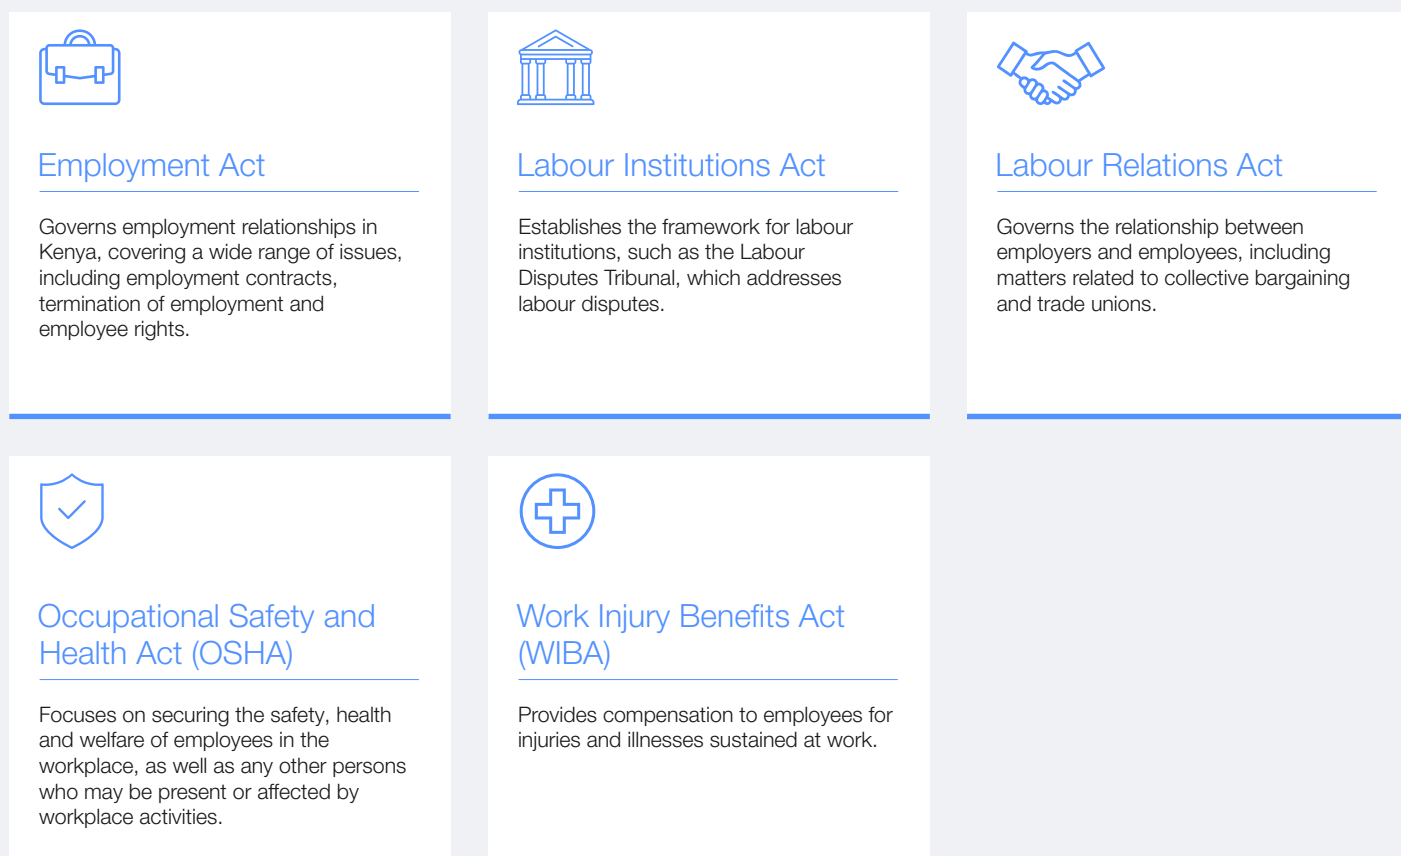 Employment Act
Governs employment relationships in
Kenya, covering a wide range of issues,
including employment contracts,
termination of employment and
employee rights.
Labour Institutions Act
Establishes the framework for labour
institutions, such as the Labour
Disputes Tribunal, which addresses
labour disputes.
Labour Relations Act
Governs the relationship between
employers and employees, including
matters related to collective bargaining
and trade unions.
Occupational Safety and
Health Act (OSHA)
Focuses on securing the safety, health
and welfare of employees in the
workplace, as well as any other persons
who may be present or affected by
workplace activities.
Work Injury Benefits Act
(WIBA)
Provides compensation to employees for
injuries and illnesses sustained at work.